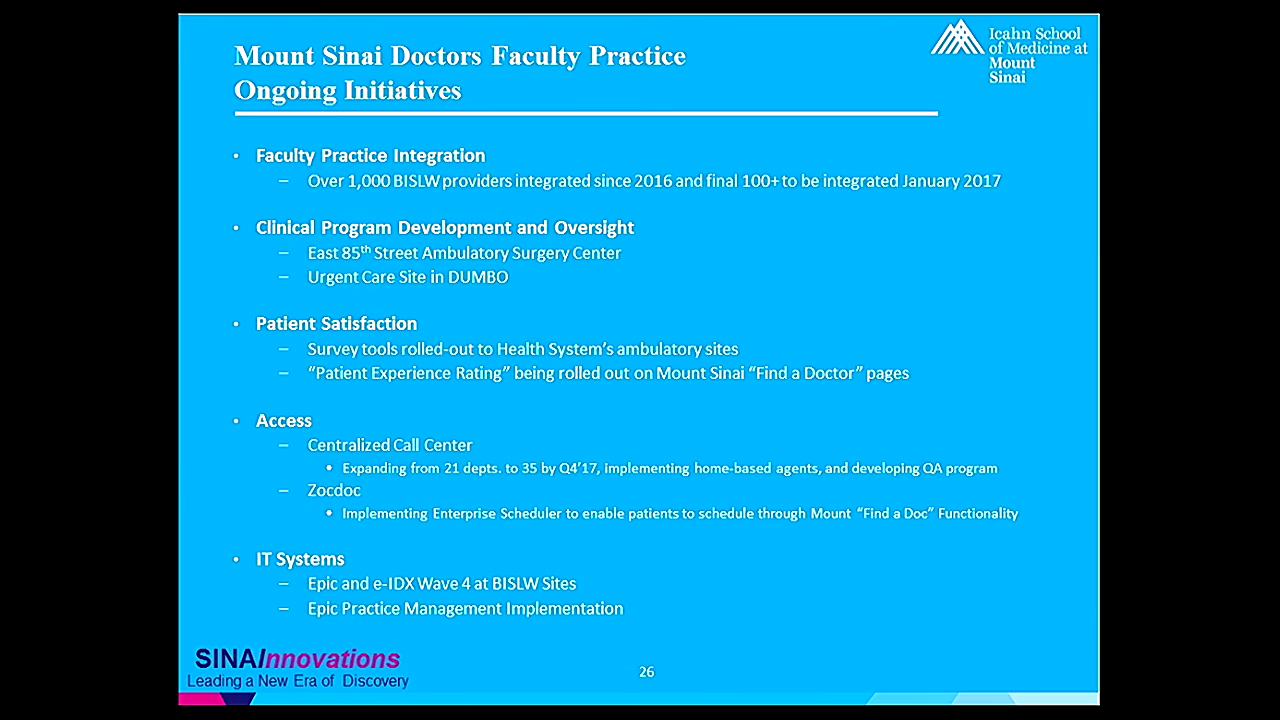 Mount Sinai Doctors Faculty Practice
Ongoing Initiatives
Icahn School
of Medicine at
Mount
Sinai
• Faculty Practice Integration
– Over 1,000 BISLW providers integrated since 2016 and final 100+ to be integrated January 2017
• Clinical Program Development and Oversight
– East 85th Street Ambulatory Surgery Center
– Urgent Care Site in DUMBO
• Patient Satisfaction
– Survey tools rolled-out to Health System’s ambulatory sites
– “Patient Experience Rating” being rolled out on Mount Sinai “Find a Doctor” pages
• Access
– Centralized Call Center
• Expanding from 21 depts. to 35 by Q4’17, implementing home-based agents, and developing QA program
– Zocdoc
• Implementing Enterprise Scheduler to enable patients to schedule through Mount “Find a Doc” Functionality
• IT Systems
– Epic and e-IDX Wave 4 at BISLW Sites
– Epic Practice Management Implementation
SINAInnovations
Leading a New Era of Discovery
26